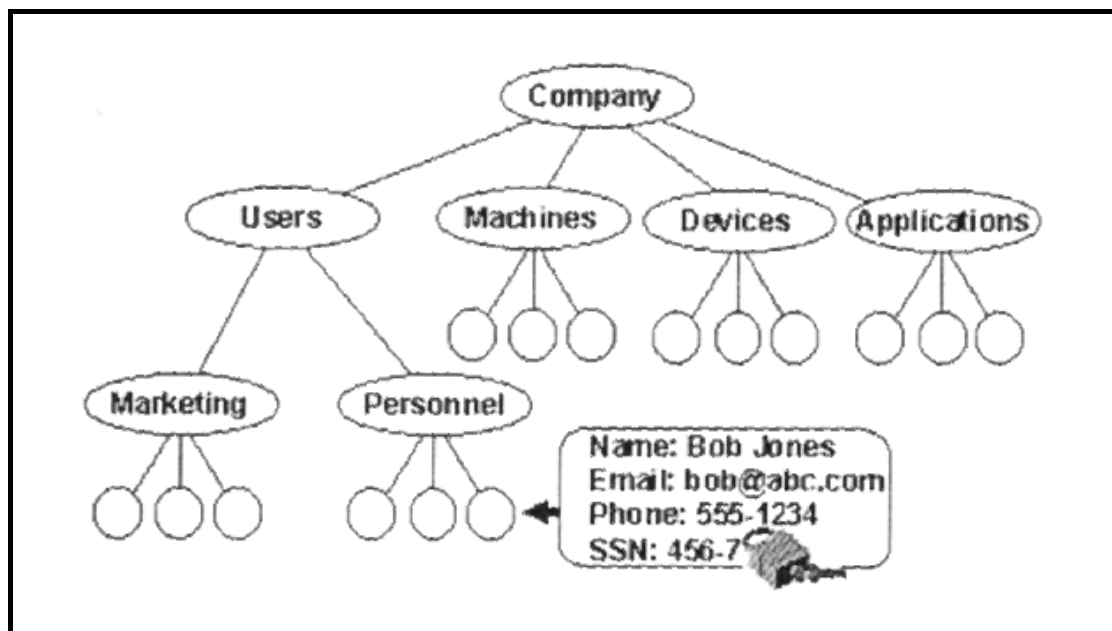 Company
Users
Machines
Devices
Applications
Marketing
Personnel
Name: Bob Jones
Email: bob@abc.com
Phone: 555-1234
SSN: 456-7